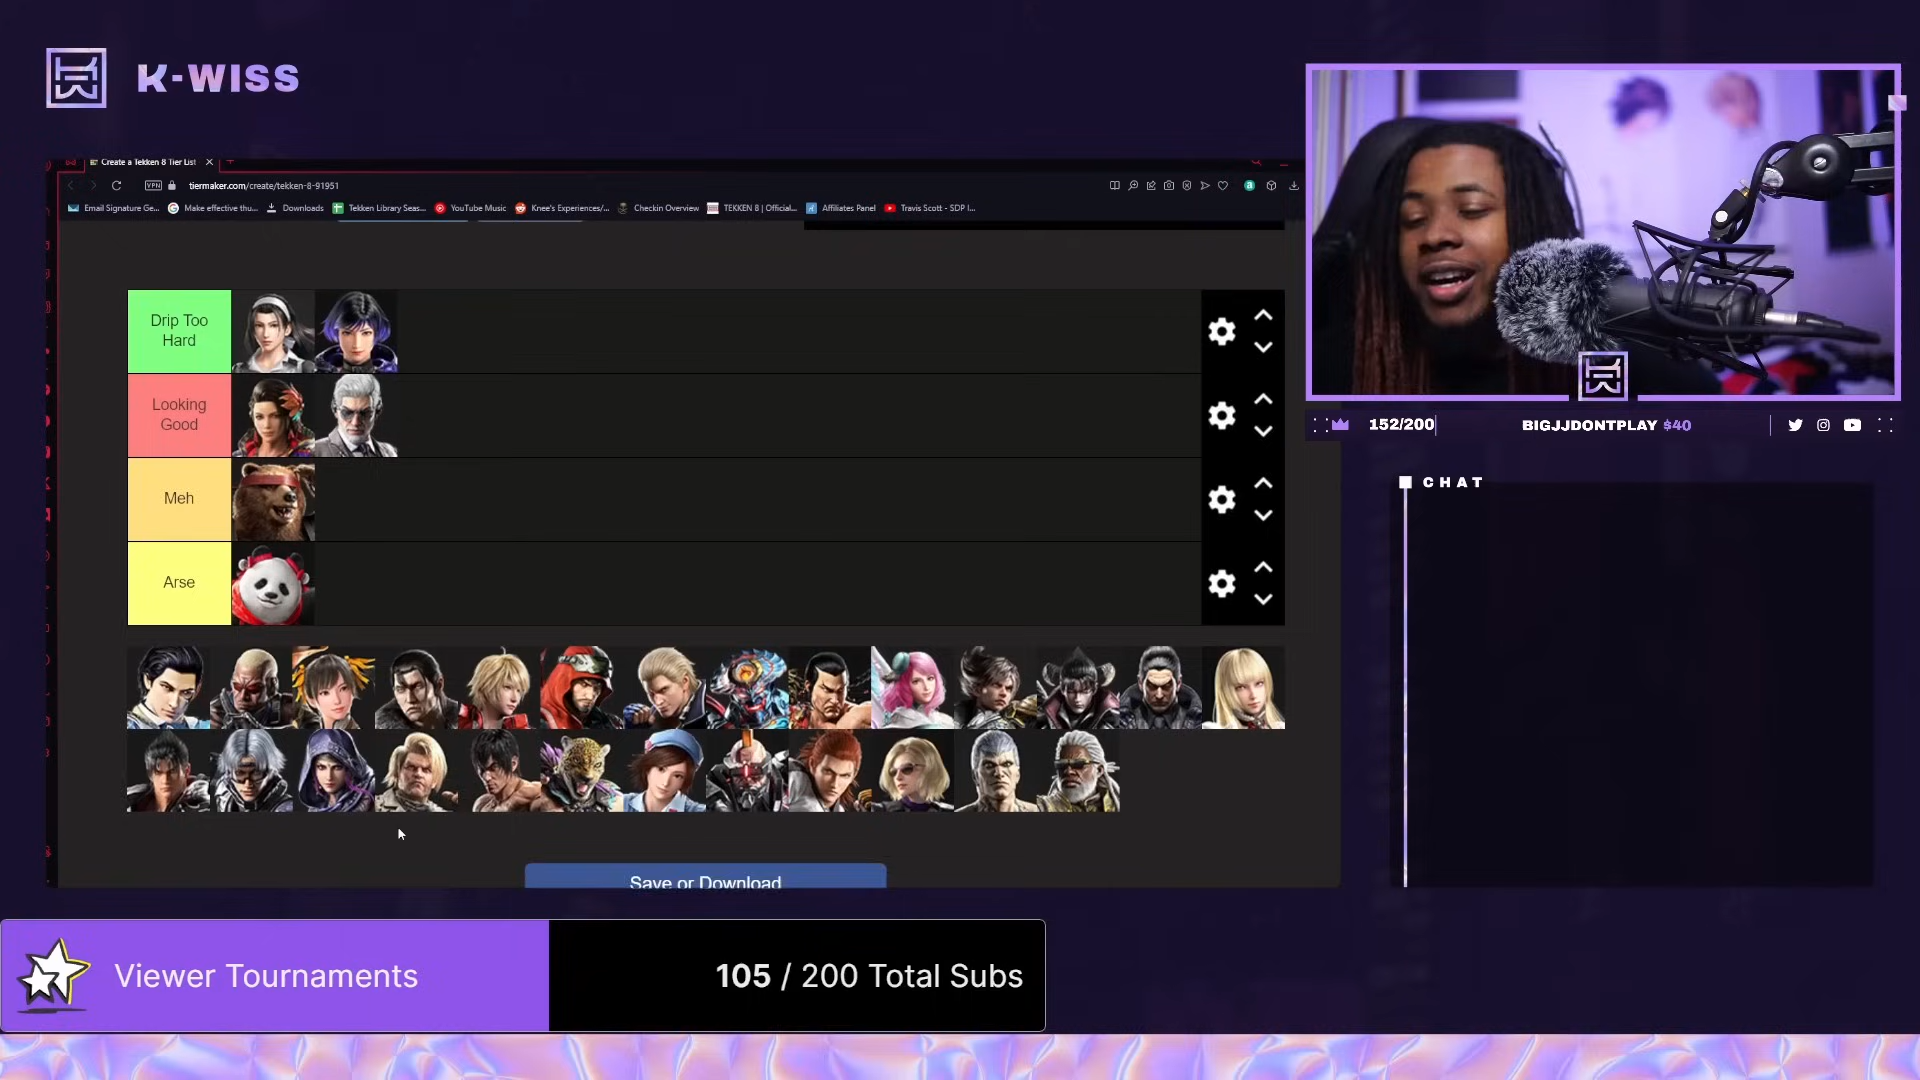 K-WISS
Create a Tekken 8 Tier List
VPN
tiermaker.com/create/tekken-8-91951
Email Signature Ge...
Make effective thu...
Downloads
Tekken Library Seas...
YouTube Music
Knee's Experiences/...
Checkin Overview
TEKKEN 8 | Official...
Affiliates Panel
Travis Scott - SDP I...
Drip Too
Hard
Looking
Good
Meh
Arse
Save or Download
152/200
BIGJJDONTPLAY $40
CHAT
Viewer Tournaments
105 / 200 Total Subs